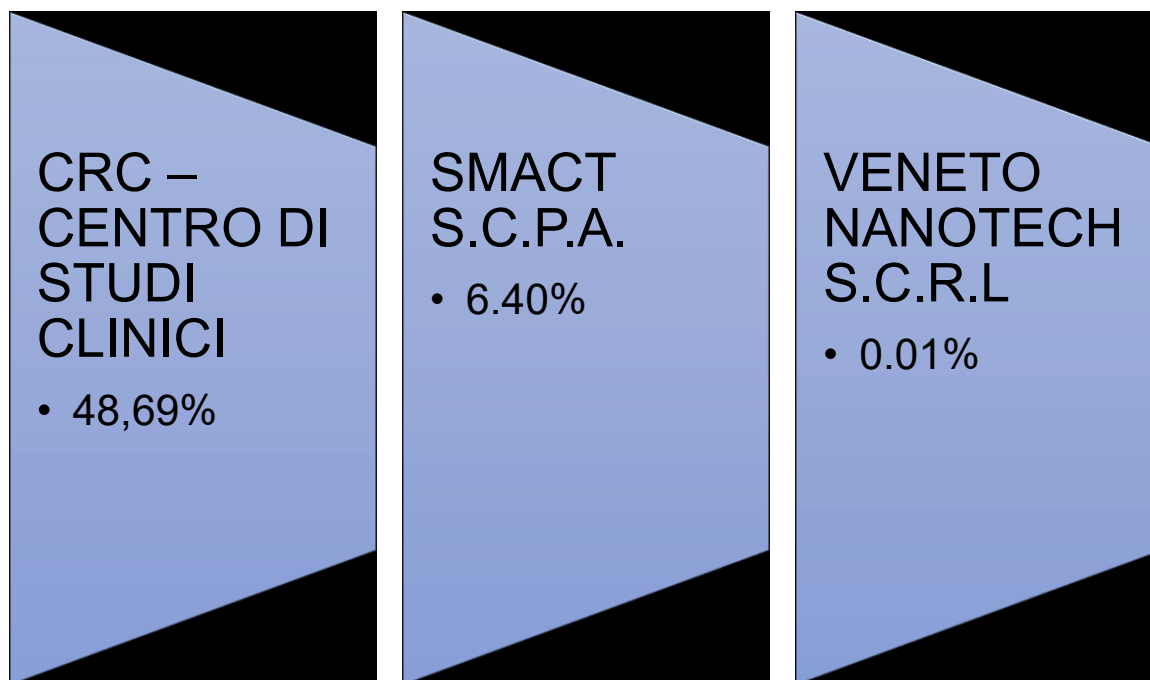 CRC –
CENTRO DI
STUDI
CLINICI
• 48,69%
SMACT
S.C.P.A.
• 6.40%
VENETO
NANOTECH
S.C.R.L
• 0.01%